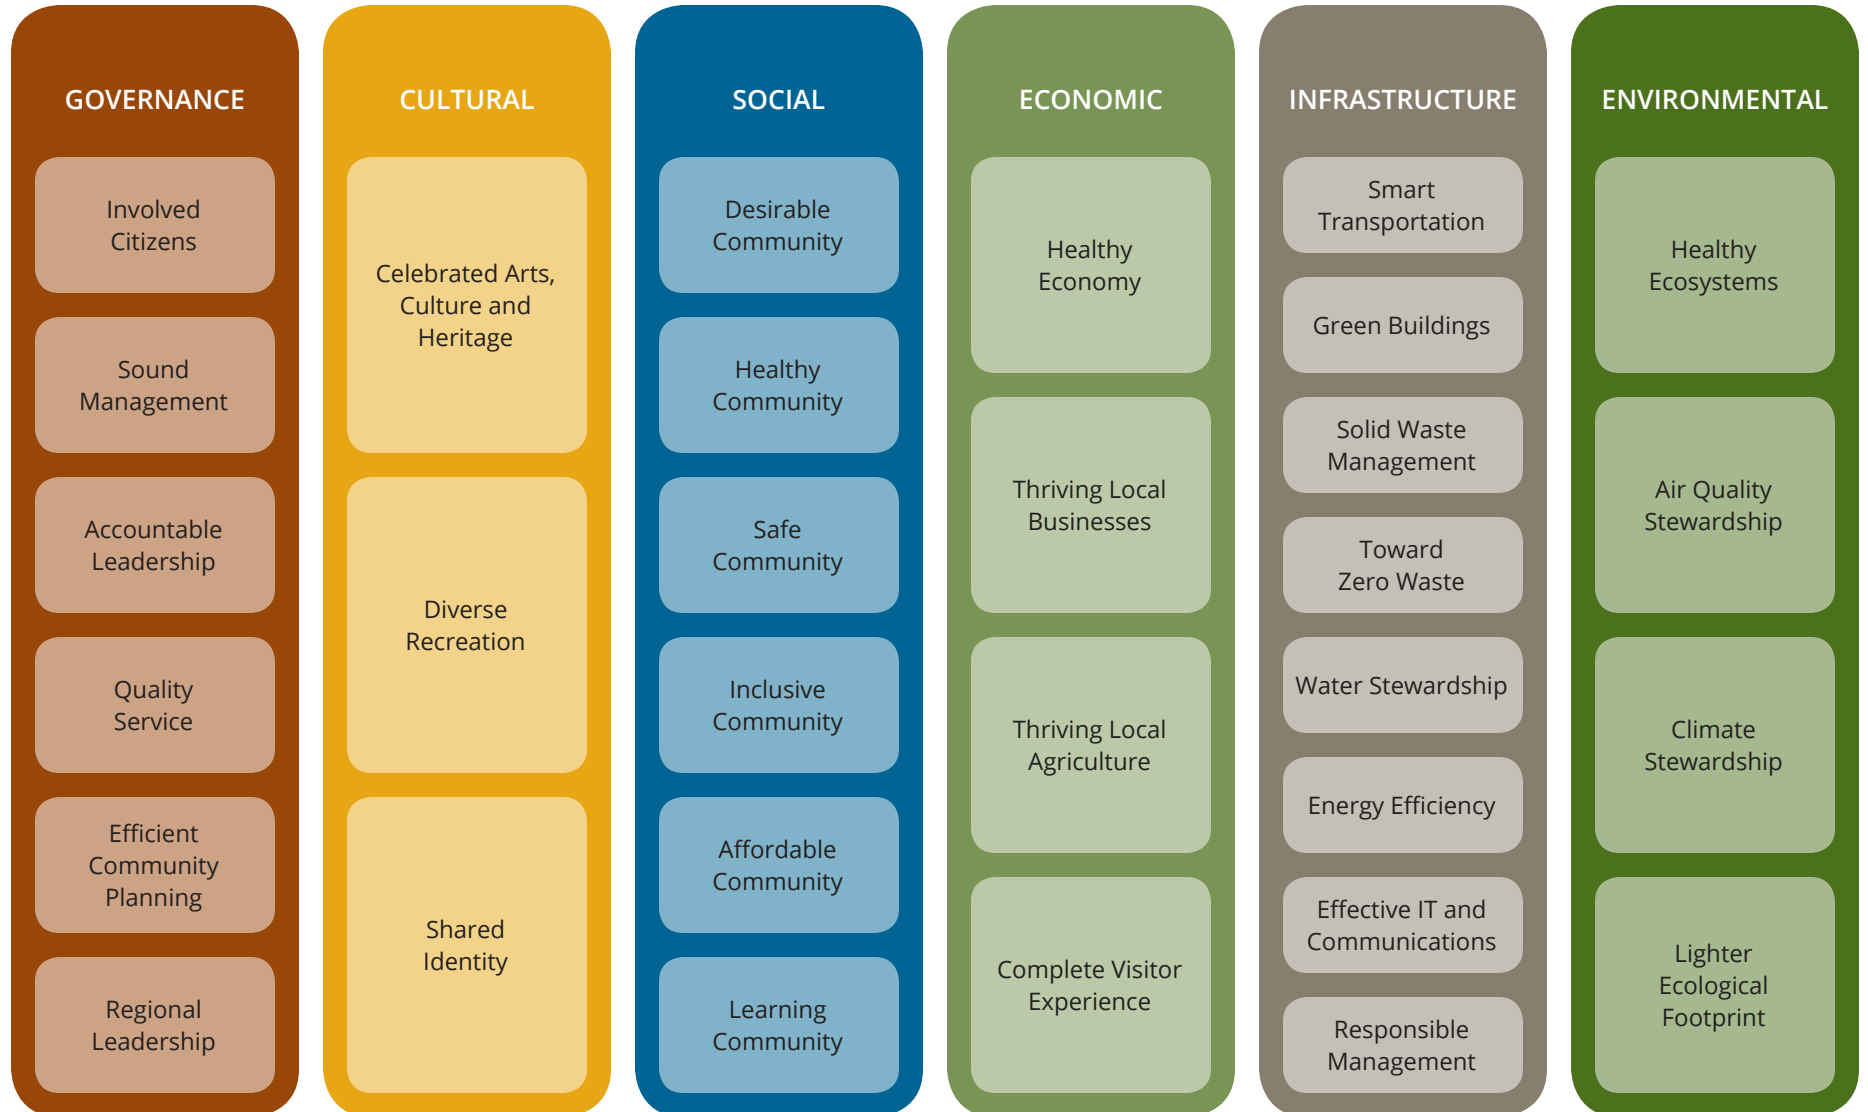 GOVERNANCE
Involved
Citizens
Sound
Management
Accountable
Leadership
Quality
Service
Efficient
Community
Planning
Regional
Leadership
CULTURAL
Celebrated Arts,
Culture and
Heritage
Diverse
Recreation
Shared
Identity
SOCIAL
Desirable
Community
Healthy
Community
Safe
Community
Inclusive
Community
Affordable
Community
Learning
Community
ECONOMIC
Healthy
Economy
Thriving Local
Businesses
Thriving Local
Agriculture
Complete Visitor
Experience
INFRASTRUCTURE
Smart
Transportation
Green Buildings
Solid Waste
Management
Toward
Zero Waste
Water Stewardship
Energy Efficiency
Effective IT and
Communications
Responsible
Management
ENVIRONMENTAL
Healthy
Ecosystems
Air Quality
Stewardship
Climate
Stewardship
Lighter
Ecological
Footprint